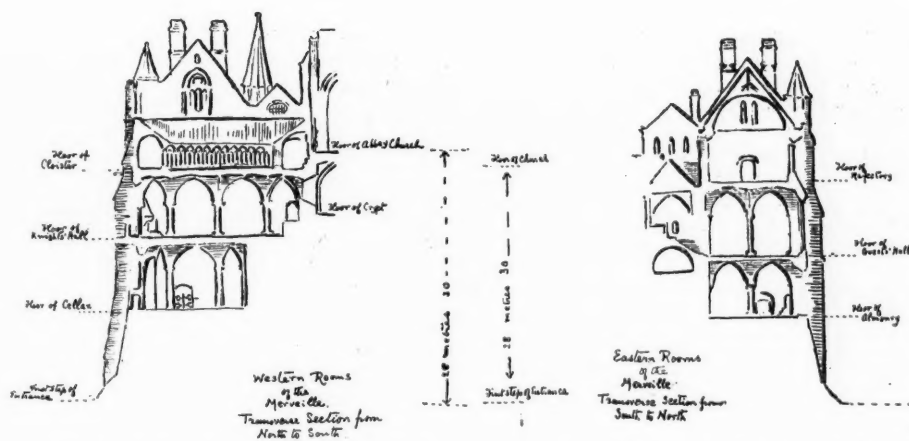 Floor of
Cloister
Floor of
Knights' Hall
Floor of Cellar
First step of
Entrance
Floor of Abbey Church
Floor of Crypt
28 metres 30
Western Rooms
of the
Merveille.
Transverse Section from
North to South.
Floor of Church
28 metres 30
First step of Entrance
Eastern Rooms
of the
Merveille
Transverse Section from
South to North
Floor of
Refectory
Floor of
Guests' Hall
Floor of
Almonry